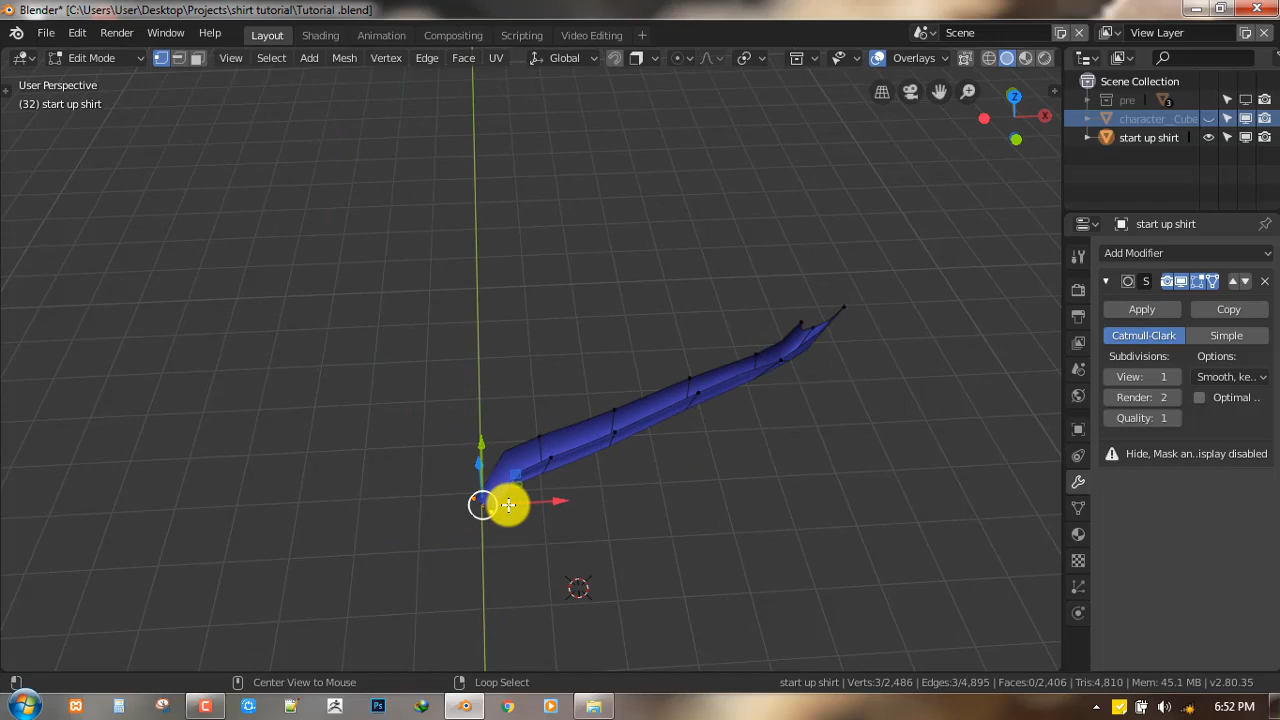 Blender* [C:\Users\User\Desktop\Projects\shirt tutorial\Tutorial .blend]
File Edit Render Window Help Layout Shading Animation Compositing Scripting Video Editing + Scene View Layer
Edit Mode View Select Add Mesh Vertex Edge Face UV Global Overlays
User Perspective
(32) start up shirt
Z
X
Scene Collection
pre 3
character_Cube
start up shirt
start up shirt
Add Modifier
S
Apply Copy
Catmull-Clark Simple
Subdivisions: Options:
View: 1 Smooth, ke..
Render: 2 Optimal ..
Quality: 1
Hide, Mask an..isplay disabled
Center View to Mouse Loop Select start up shirt | Verts:3/2,486 | Edges:3/4,895 | Faces:0/2,406 | Tris:4,810 | Mem: 45.1 MB | v2.80.35
Ps
6:52 PM